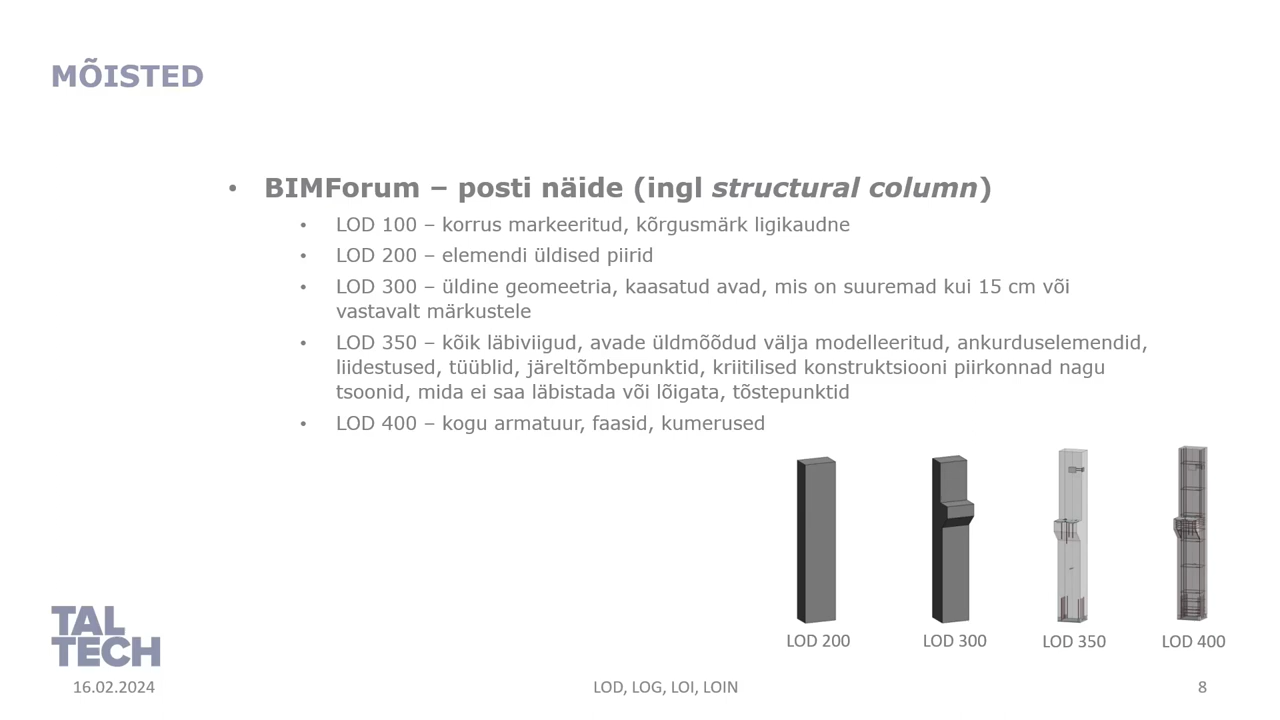 MÕISTED
• BIMForum – posti näide (ingl structural column)
• LOD 100 – korrus markeeritud, kõrgusmärk ligikaudne
• LOD 200 – elemendi üldised piirid
• LOD 300 – üldine geomeetria, kaasatud avad, mis on suuremad kui 15 cm või
vastavalt märkustele
• LOD 350 – kõik läbiviigud, avade üldmõõdud välja modelleeritud, ankurduselemendid,
liidestused, tüüblid, järeltõmbepunktid, kriitilised konstruktsiooni piirkonnad nagu
tsoonid, mida ei saa läbistada või lõigata, tõstepunktid
• LOD 400 – kogu armatuur, faasid, kumerused
LOD 200 LOD 300 LOD 350 LOD 400
TAL
TECH
16.02.2024 LOD, LOG, LOI, LOIN 8